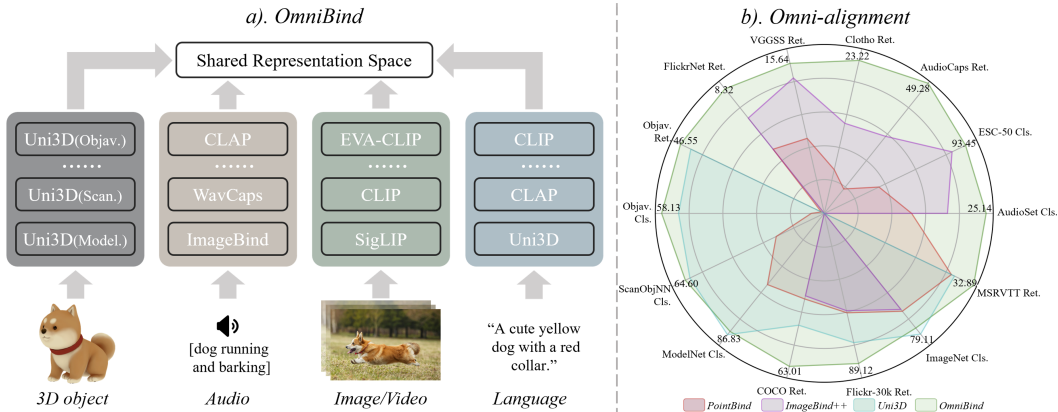 a). OmniBind
Shared Representation Space
Uni3D(Objav.)
......
Uni3D(Scan.)
Uni3D(Model.)
CLAP
......
WavCaps
ImageBind
EVA-CLIP
......
CLIP
SigLIP
CLIP
......
CLAP
Uni3D
[dog running
and barking]
“A cute yellow
dog with a red
collar.”
3D object
Audio
Image/Video
Language
b). Omni-alignment
VGGSS Ret.
15.64
Clotho Ret.
23.22
AudioCaps Ret.
49.28
ESC-50 Cls.
93.45
AudioSet Cls.
25.14
MSRVTT Ret.
32.89
ImageNet Cls.
79.11
Flickr-30k Ret.
89.12
COCO Ret.
63.01
ModelNet Cls.
86.83
ScanObjNN
Cls.
64.60
Objav.
Cls.
58.13
Objav.
Ret.
46.55
FlickrNet Ret.
8.32
PointBind
ImageBind++
Uni3D
OmniBind